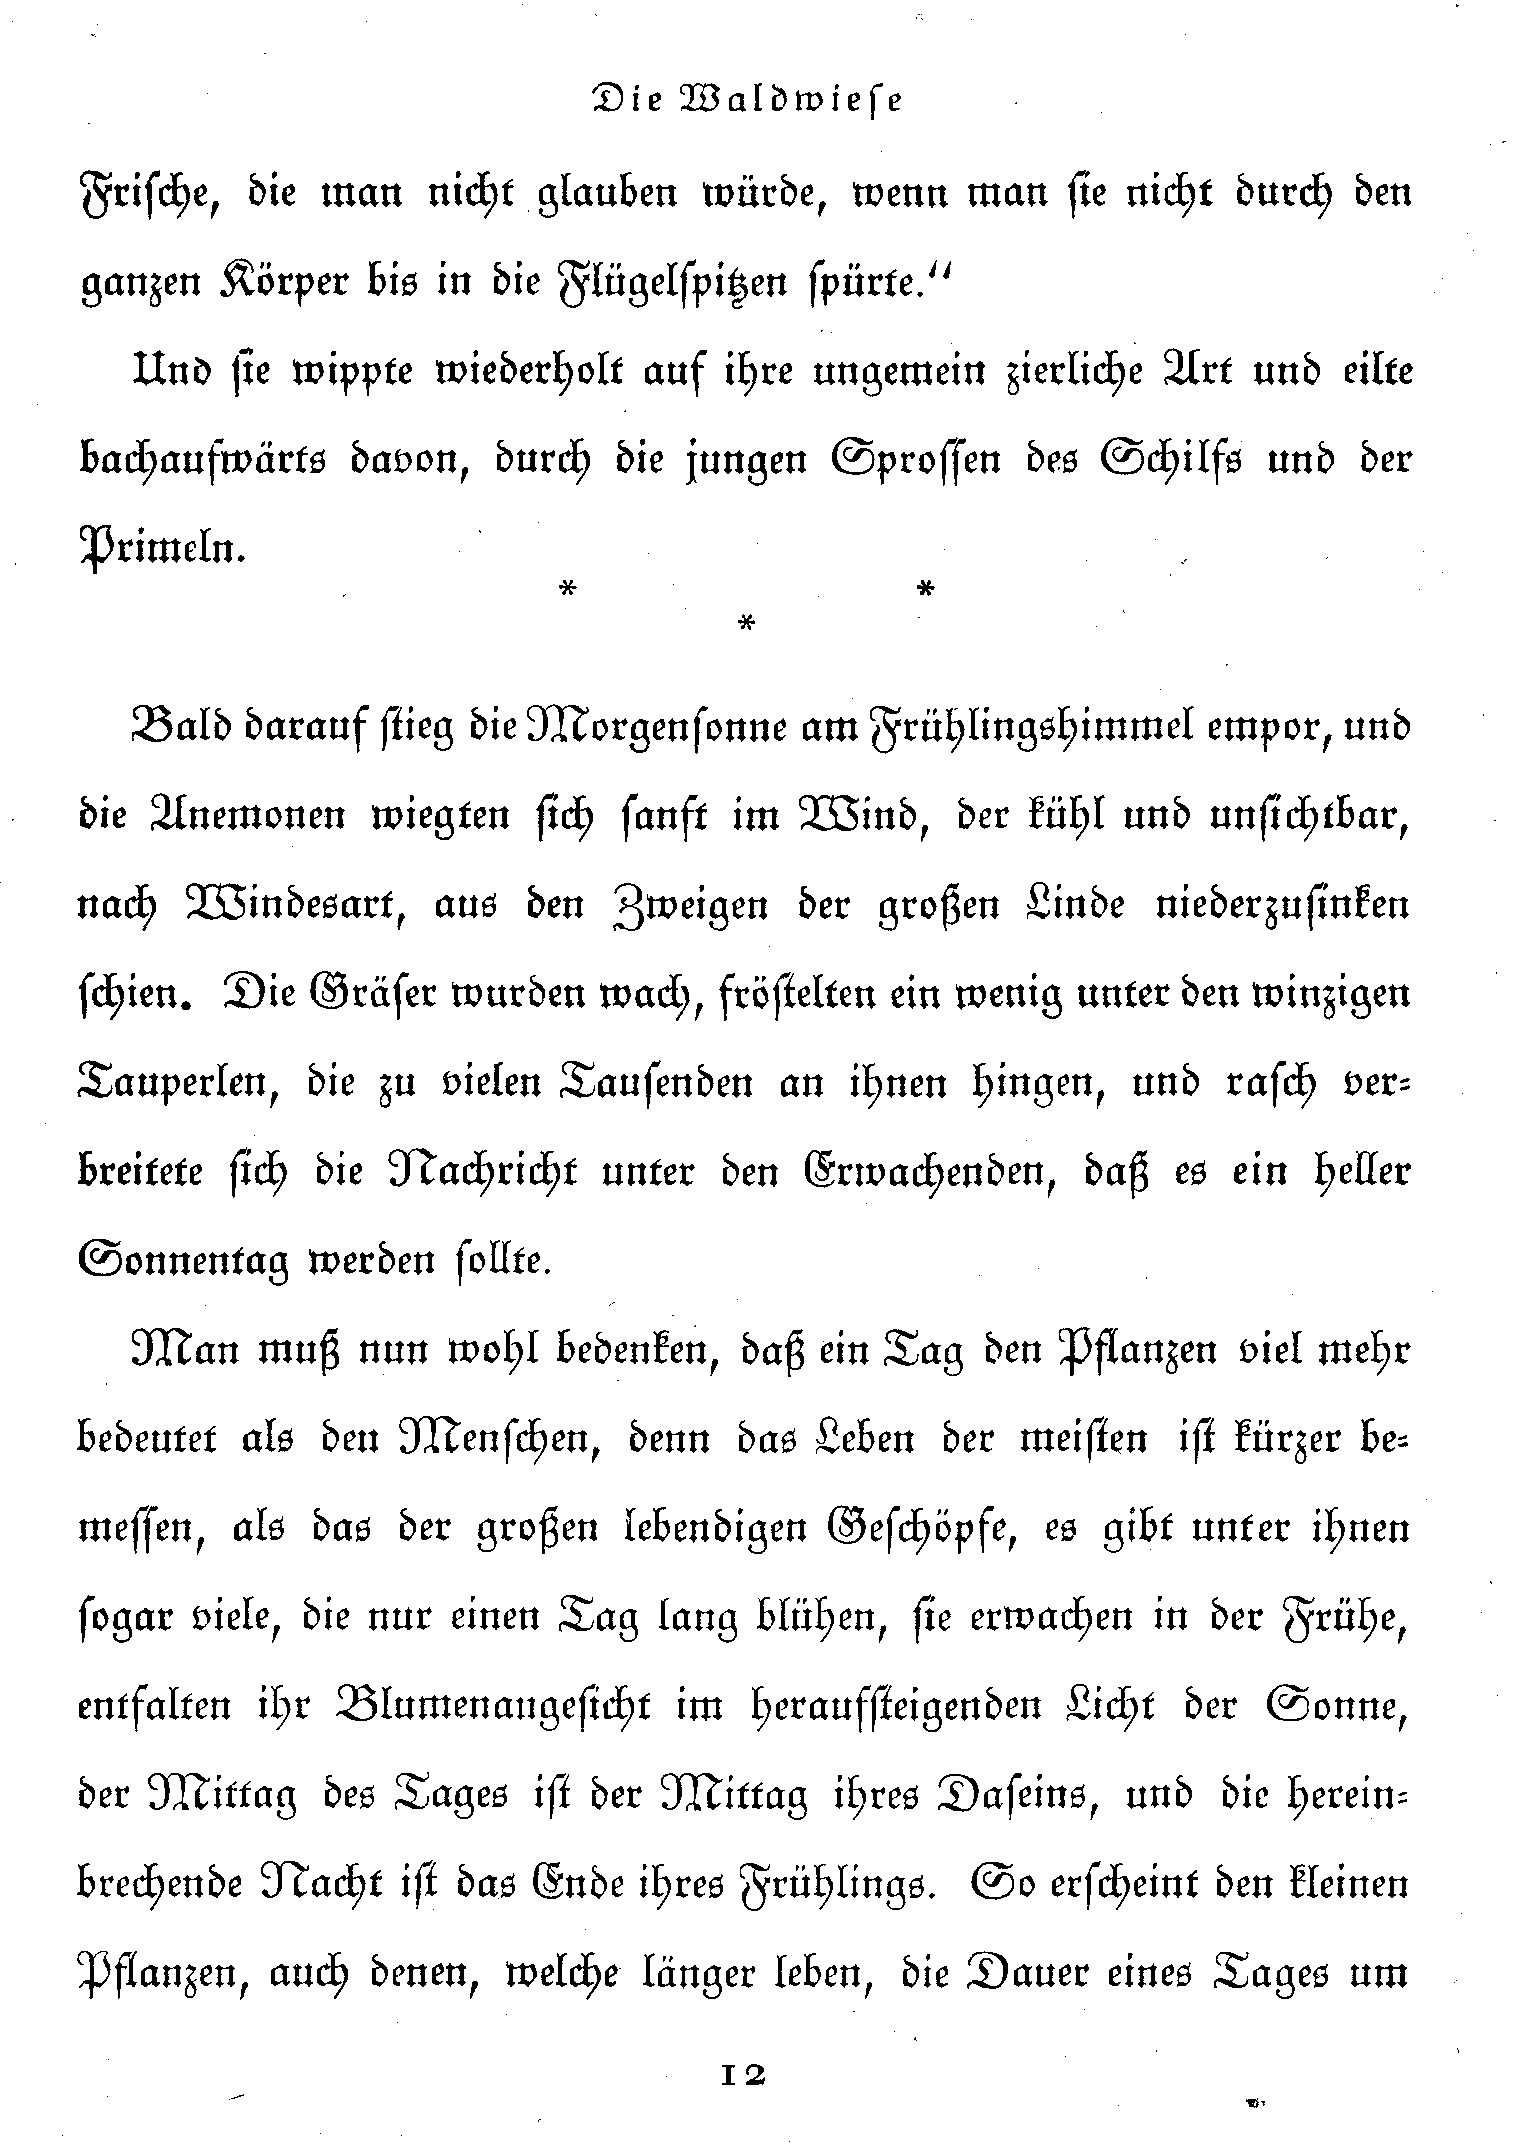 Die Waldwiese
Frische, die man nicht glauben würde, wenn man sie nicht durch den
ganzen Körper bis in die Flügelspitzen spürte.“
Und sie wippte wiederholt auf ihre ungemein zierliche Art und eilte
bachaufwärts davon, durch die jungen Sprossen des Schilfs und der
Primeln.
* *
*
Bald darauf stieg die Morgensonne am Frühlingshimmel empor, und
die Anemonen wiegten sich sanft im Wind, der kühl und unsichtbar,
nach Windesart, aus den Zweigen der großen Linde niederzusinken
schien. Die Gräser wurden wach, fröstelten ein wenig unter den winzigen
Tauperlen, die zu vielen Tausenden an ihnen hingen, und rasch ver-
breitete sich die Nachricht unter den Erwachenden, daß es ein heller
Sonnentag werden sollte.
Man muß nun wohl bedenken, daß ein Tag den Pflanzen viel mehr
bedeutet als den Menschen, denn das Leben der meisten ist kürzer be-
messen, als das der großen lebendigen Geschöpfe, es gibt unter ihnen
sogar viele, die nur einen Tag lang blühen, sie erwachen in der Frühe,
entfalten ihr Blumenangesicht im heraufsteigenden Licht der Sonne,
der Mittag des Tages ist der Mittag ihres Daseins, und die herein-
brechende Nacht ist das Ende ihres Frühlings. So erscheint den kleinen
Pflanzen, auch denen, welche länger leben, die Dauer eines Tages um
12